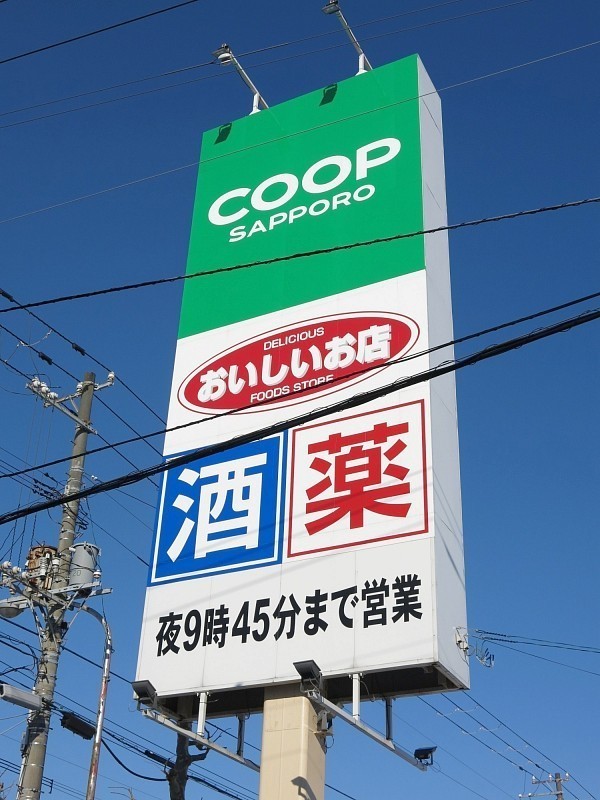 COOP
SAPPORO
DELICIOUS
おいしいお店
FOODS STORE
酒 薬
夜9時45分まで営業